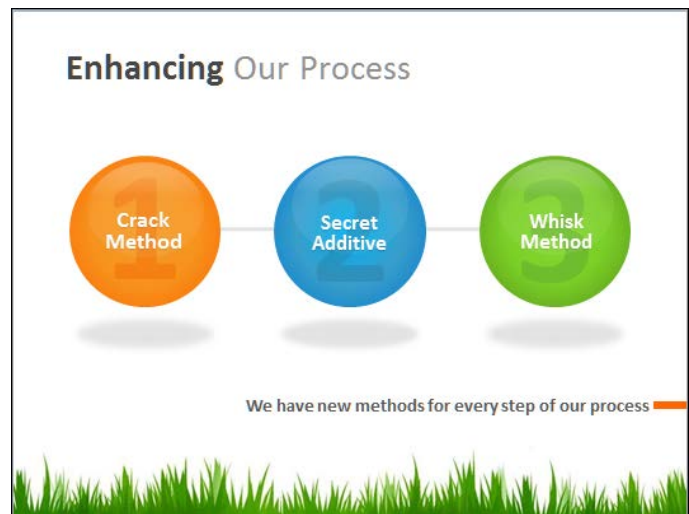 Enhancing Our Process
1
Crack
Method
2
Secret
Additive
3
Whisk
Method
We have new methods for every step of our process